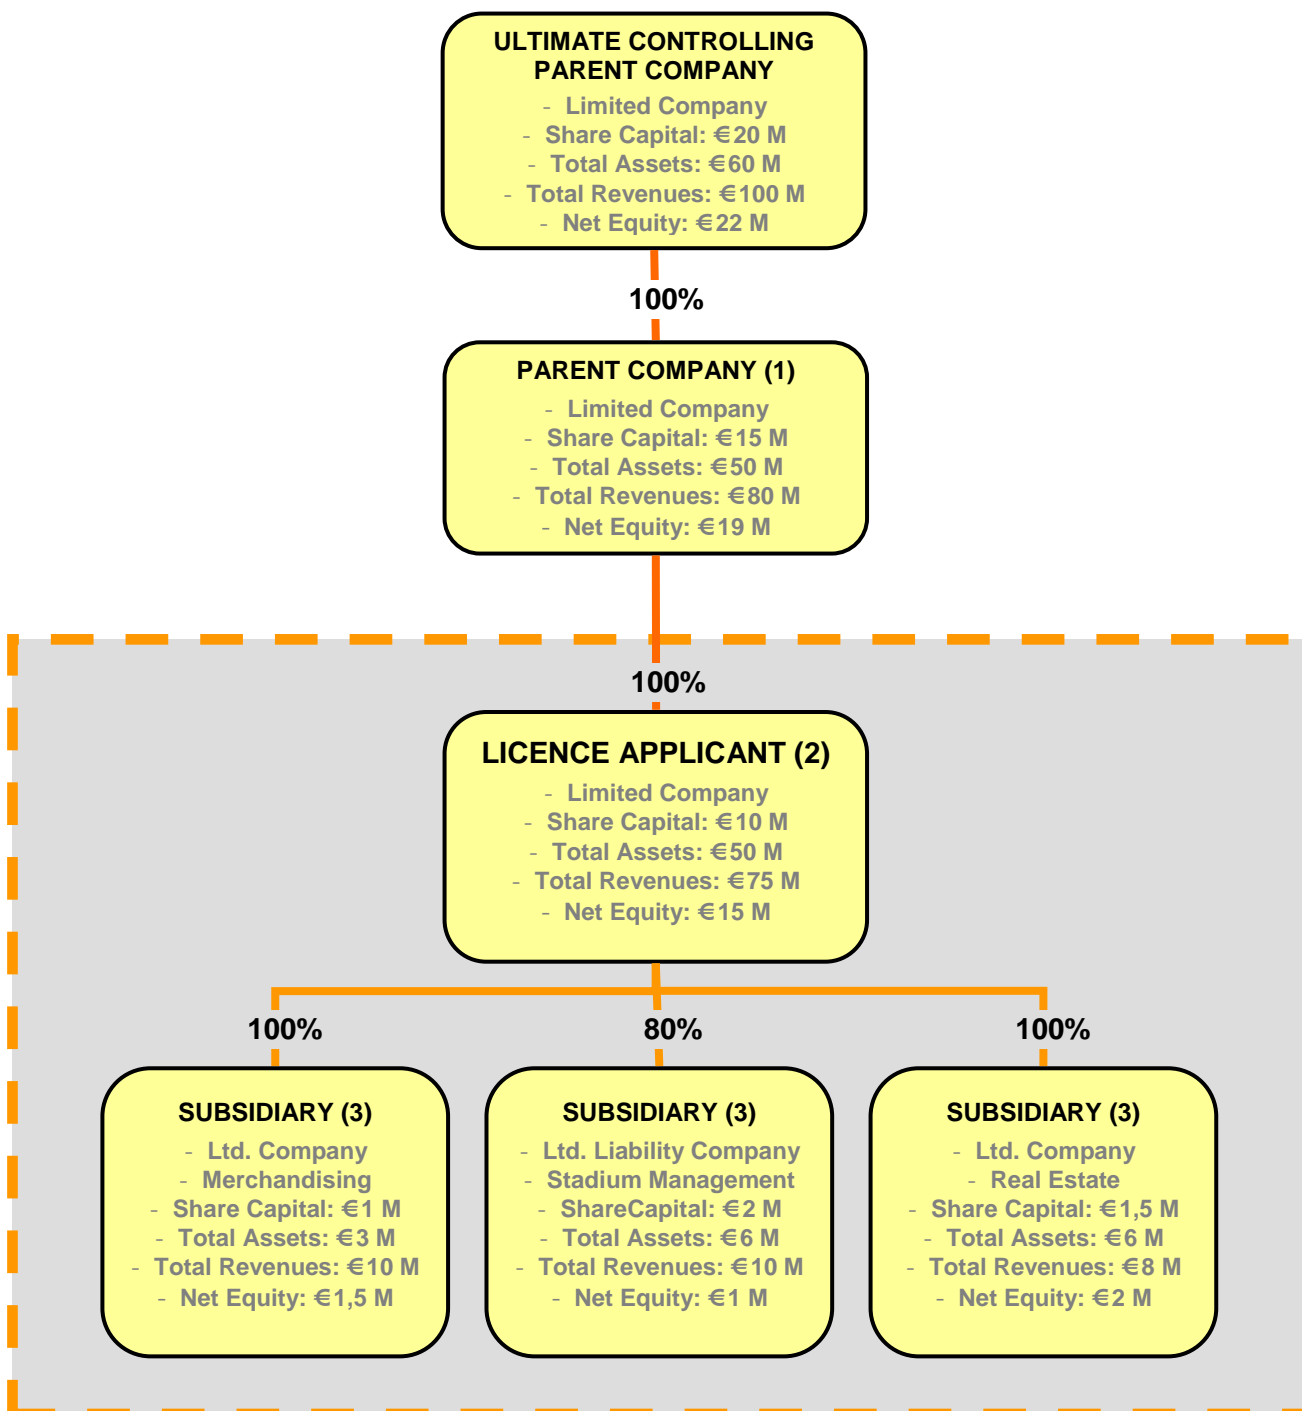 ULTIMATE CONTROLLING
PARENT COMPANY
- Limited Company
- Share Capital: €20 M
- Total Assets: €60 M
- Total Revenues: €100 M
- Net Equity: €22 M
100%
PARENT COMPANY (1)
- Limited Company
- Share Capital: €15 M
- Total Assets: €50 M
- Total Revenues: €80 M
- Net Equity: €19 M
100%
LICENCE APPLICANT (2)
- Limited Company
- Share Capital: €10 M
- Total Assets: €50 M
- Total Revenues: €75 M
- Net Equity: €15 M
100%
80%
100%
SUBSIDIARY (3)
- Ltd. Company
- Merchandising
- Share Capital: €1 M
- Total Assets: €3 M
- Total Revenues: €10 M
- Net Equity: €1,5 M
SUBSIDIARY (3)
- Ltd. Liability Company
- Stadium Management
- ShareCapital: €2 M
- Total Assets: €6 M
- Total Revenues: €10 M
- Net Equity: €1 M
SUBSIDIARY (3)
- Ltd. Company
- Real Estate
- Share Capital: €1,5 M
- Total Assets: €6 M
- Total Revenues: €8 M
- Net Equity: €2 M